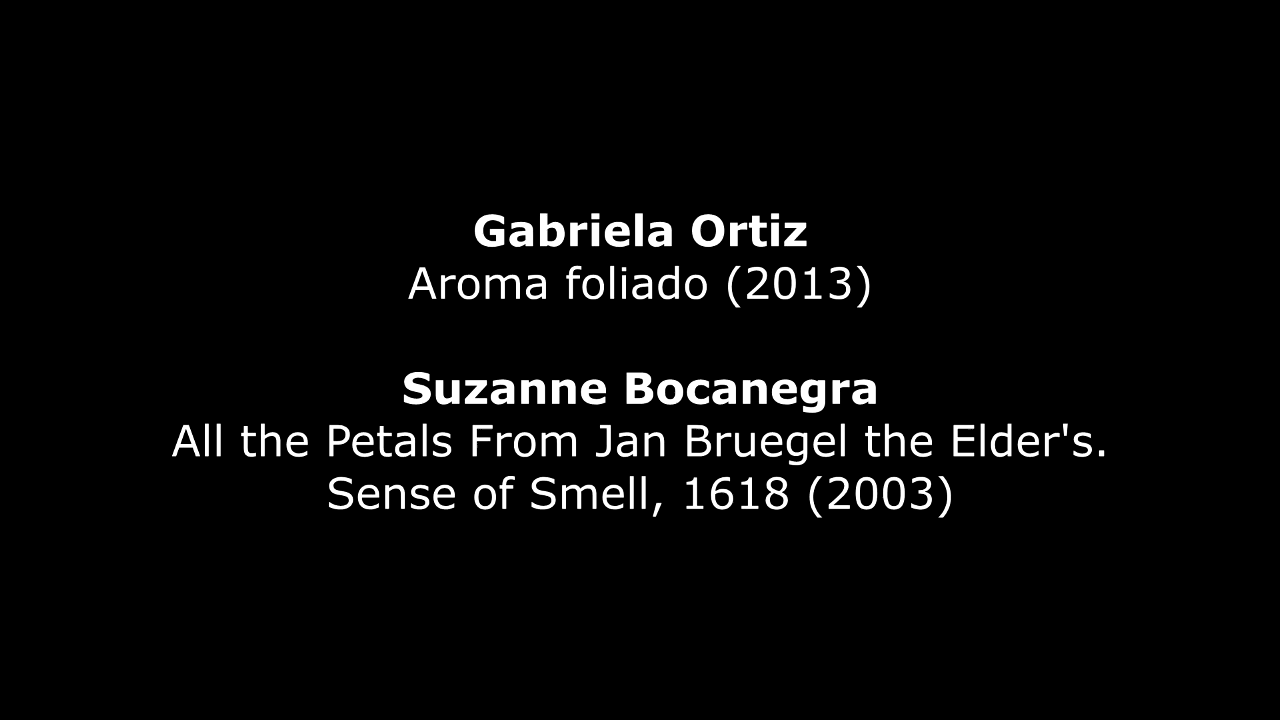 Gabriela Ortiz
Aroma foliado (2013)
Suzanne Bocanegra
All the Petals From Jan Bruegel the Elder's.
Sense of Smell, 1618 (2003)